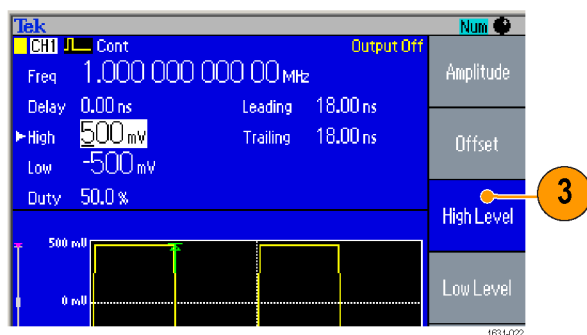 Tek
Num
CH1 Cont Output Off
Freq 1.000 000 000 00 MHz
Delay 0.00 ns Leading 18.00 ns
High 500 mV Trailing 18.00 ns
Low -500 mV
Duty 50.0 %
500 mV
0 mV
Amplitude
Offset
High Level
Low Level
3
1631-022